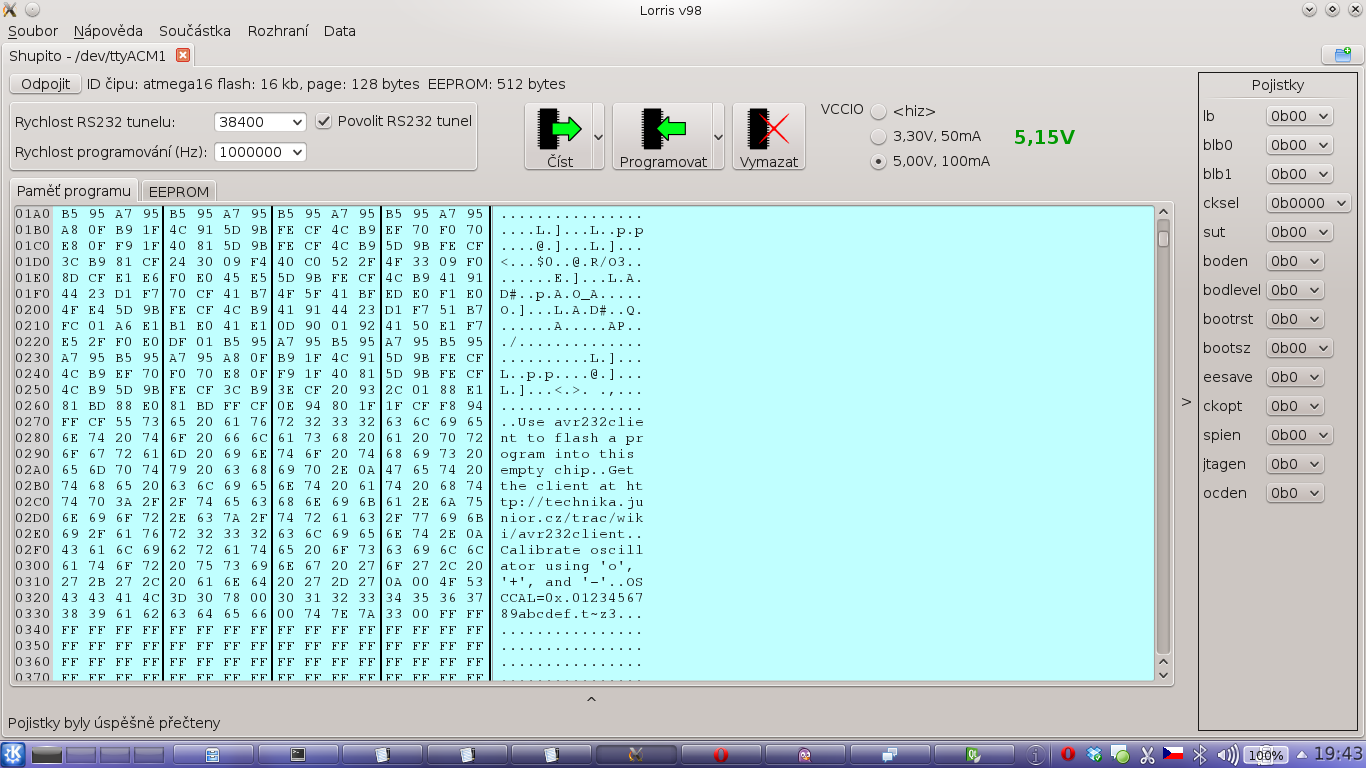 Lorris v98
Soubor Nápověda Součástka Rozhraní Data
Shupito - /dev/ttyACM1
Odpojit ID čipu: atmega16 flash: 16 kb, page: 128 bytes EEPROM: 512 bytes
Rychlost RS232 tunelu: 38400 Povolit RS232 tunel
Rychlost programování (Hz): 1000000
Číst Programovat Vymazat
VCCIO <hiz>
3,30V, 50mA
5,00V, 100mA
5,15V
Paměť programu EEPROM
01A0 B5 95 A7 95 B5 95 A7 95 B5 95 A7 95 B5 95 A7 95 ................
01B0 A8 0F B9 1F 4C 91 5D 9B FE CF 4C B9 EF 70 F0 70 ....L.]...L..p.p
01C0 E8 0F F9 1F 40 81 5D 9B FE CF 4C B9 5D 9B FE CF ....@.]...L.]...
01D0 3C B9 81 CF 24 30 09 F4 40 C0 52 2F 4F 33 09 F0 <...$0..@.R/O3..
01E0 8D CF E1 E6 F0 E0 45 E5 5D 9B FE CF 4C B9 41 91 ......E.]...L.A.
01F0 44 23 D1 F7 70 CF 41 B7 4F 5F 41 BF ED E0 F1 E0 D#..p.A.O_A.....
0200 4F E4 5D 9B FE CF 4C B9 41 91 44 23 D1 F7 51 B7 O.]...L.A.D#..Q.
0210 FC 01 A6 E1 B1 E0 41 E1 0D 90 01 92 41 50 E1 F7 ......A.....AP..
0220 E5 2F F0 E0 DF 01 B5 95 A7 95 B5 95 A7 95 B5 95 ./..............
0230 A7 95 B5 95 A7 95 A8 0F B9 1F 4C 91 5D 9B FE CF ..........L.]...
0240 4C B9 EF 70 F0 70 E8 0F F9 1F 40 81 5D 9B FE CF L..p.p....@.]...
0250 4C B9 5D 9B FE CF 3C B9 3E CF 20 93 2C 01 88 E1 L.]...<.>. .,...
0260 81 BD 88 E0 81 BD FF CF 0E 94 80 1F 1F CF F8 94 ................
0270 FF CF 55 73 65 20 61 76 72 32 33 32 63 6C 69 65 ..Use avr232clie
0280 6E 74 20 74 6F 20 66 6C 61 73 68 20 61 20 70 72 nt to flash a pr
0290 6F 67 72 61 6D 20 69 6E 74 6F 20 74 68 69 73 20 ogram into this
02A0 65 6D 70 74 79 20 63 68 69 70 2E 0A 47 65 74 20 empty chip..Get
02B0 74 68 65 20 63 6C 69 65 6E 74 20 61 74 20 68 74 the client at ht
02C0 74 70 3A 2F 2F 74 65 63 68 6E 69 6B 61 2E 6A 75 tp://technika.ju
02D0 6E 69 6F 72 2E 63 7A 2F 74 72 61 63 2F 77 69 6B nior.cz/trac/wik
02E0 69 2F 61 76 72 32 33 32 63 6C 69 65 6E 74 2E 0A i/avr232client..
02F0 43 61 6C 69 62 72 61 74 65 20 6F 73 63 69 6C 6C Calibrate oscill
0300 61 74 6F 72 20 75 73 69 6E 67 20 27 6F 27 2C 20 ator using 'o',
0310 27 2B 27 2C 20 61 6E 64 20 27 2D 27 0A 00 4F 53 '+', and '-'..OS
0320 43 43 41 4C 3D 30 78 00 30 31 32 33 34 35 36 37 CCAL=0x.01234567
0330 38 39 61 62 63 64 65 66 00 74 7E 7A 33 00 FF FF 89abcdef.t~z3...
0340 FF FF FF FF FF FF FF FF FF FF FF FF FF FF FF FF ................
0350 FF FF FF FF FF FF FF FF FF FF FF FF FF FF FF FF ................
0360 FF FF FF FF FF FF FF FF FF FF FF FF FF FF FF FF ................
0370 FF FF FF FF FF FF FF FF FF FF FF FF FF FF FF FF ................
>
^
Pojistky
lb 0b00
blb0 0b00
blb1 0b00
cksel 0b0000
sut 0b00
boden 0b0
bodlevel 0b0
bootrst 0b0
bootsz 0b00
eesave 0b0
ckopt 0b0
spien 0b00
jtagen 0b0
ocden 0b0
Pojistky byly úspěšně přečteny
100% 19:43